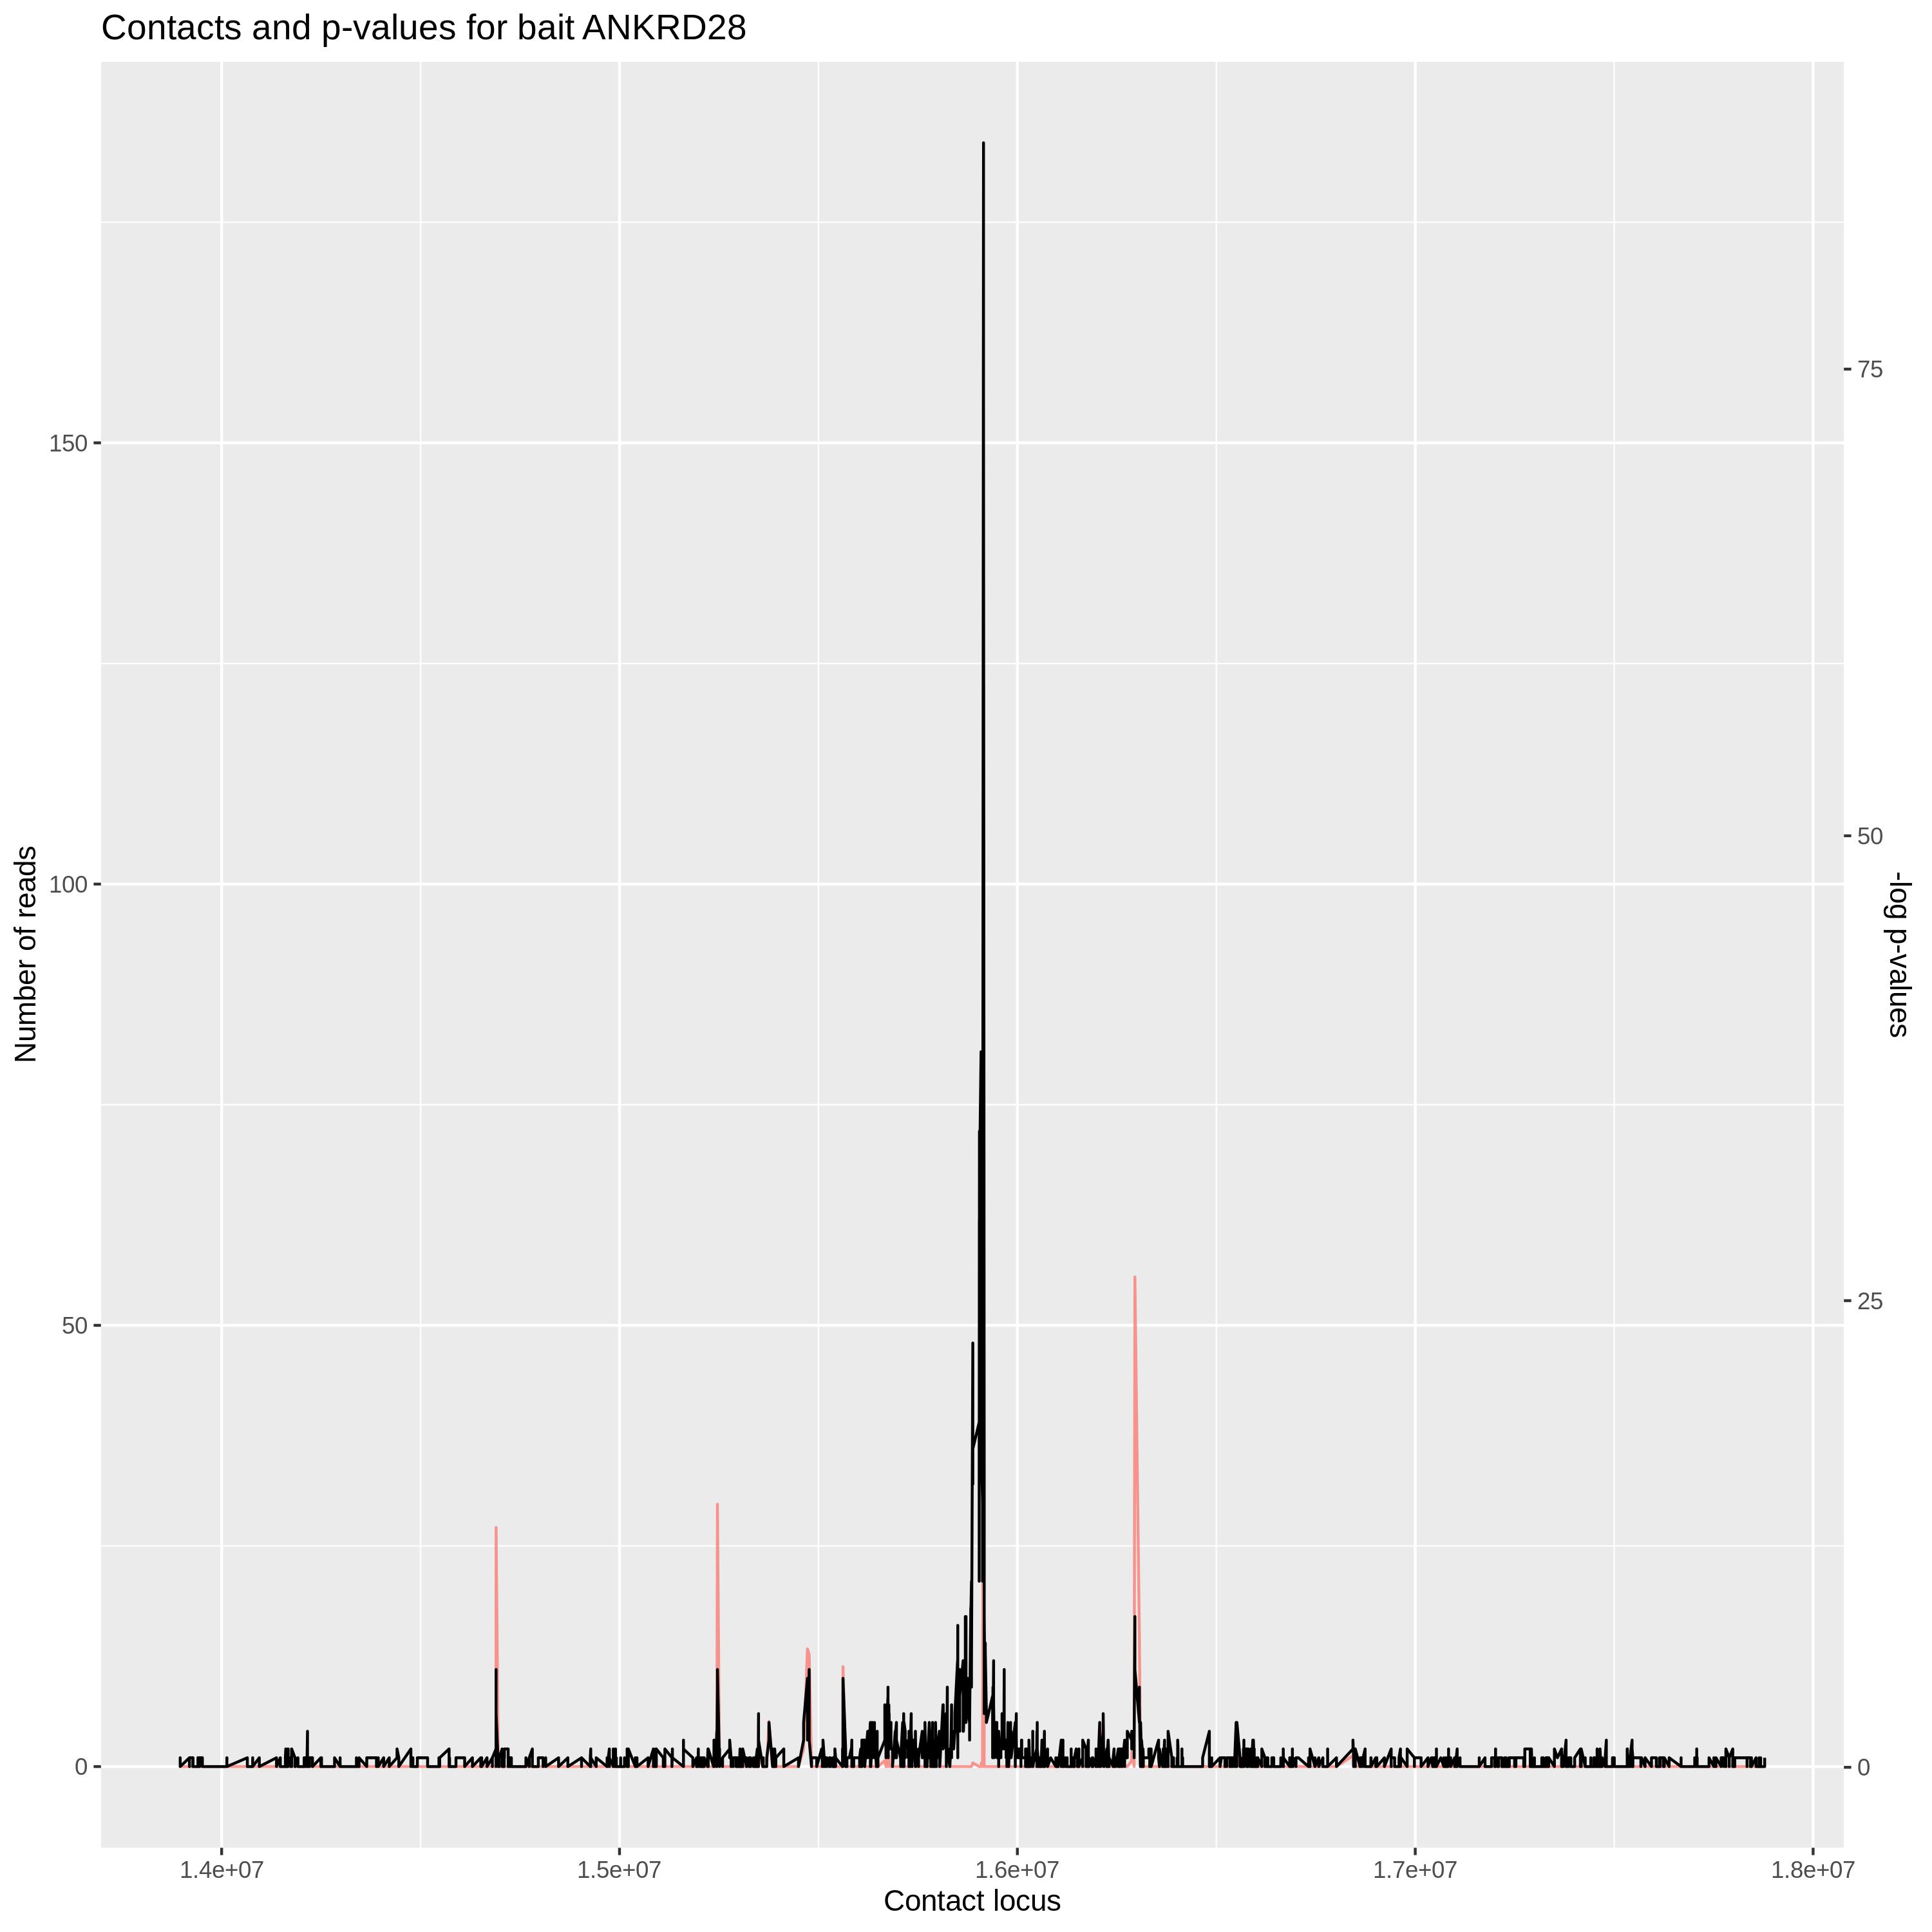 Contacts and p-values for bait ANKRD28
150
100
50
0
75
50
25
0
Number of reads
-log p-values
1.4e+07
1.5e+07
1.6e+07
1.7e+07
1.8e+07
Contact locus